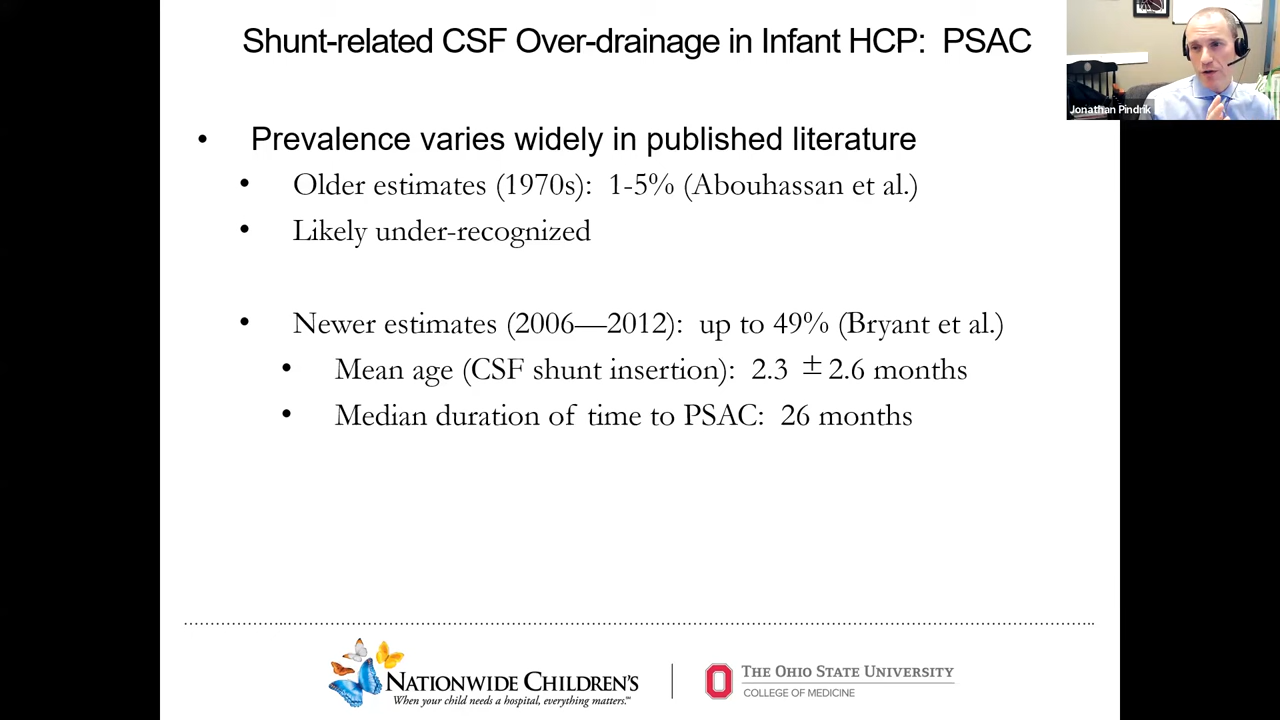 Shunt-related CSF Over-drainage in Infant HCP: PSAC
Jonathan Pindrik
• Prevalence varies widely in published literature
• Older estimates (1970s): 1-5% (Abouhassan et al.)
• Likely under-recognized
• Newer estimates (2006—2012): up to 49% (Bryant et al.)
• Mean age (CSF shunt insertion): 2.3 ± 2.6 months
• Median duration of time to PSAC: 26 months
NATIONWIDE CHILDREN'S
When your child needs a hospital, everything matters.℠
THE OHIO STATE UNIVERSITY
COLLEGE OF MEDICINE